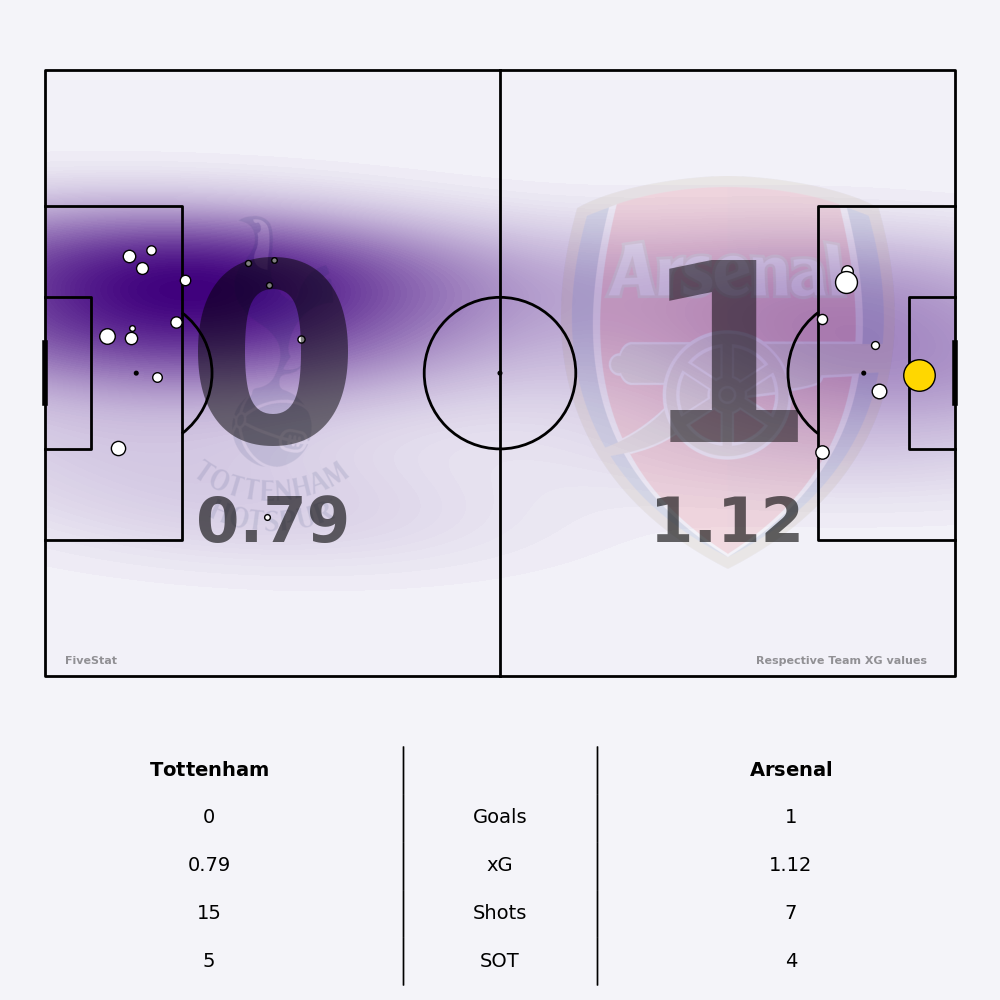 Arsenal
0
1
TOTTENHAM
HOTSPUR
0.79
1.12
FiveStat
Respective Team XG values
Tottenham
Arsenal
0
Goals
1
0.79
xG
1.12
15
Shots
7
5
SOT
4